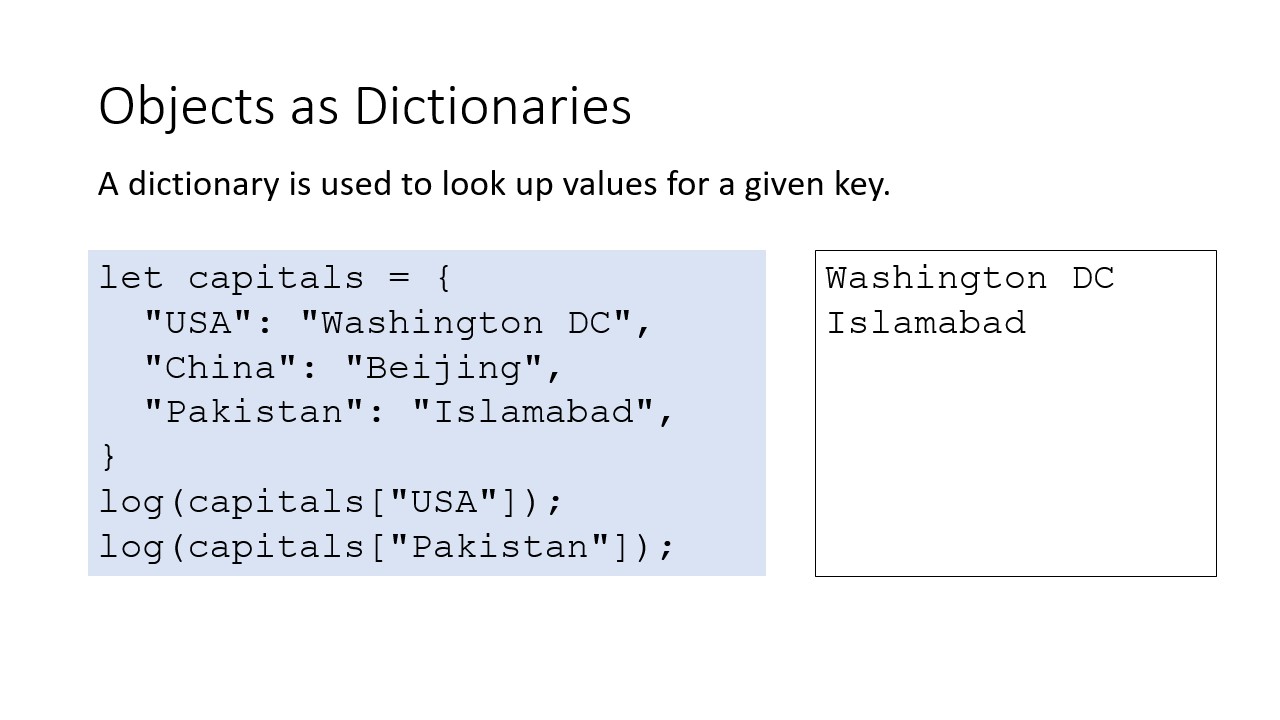 Objects as Dictionaries
A dictionary is used to look up values for a given key.
let capitals = {
  "USA": "Washington DC",
  "China": "Beijing",
  "Pakistan": "Islamabad",
}
log(capitals["USA"]);
log(capitals["Pakistan"]);
Washington DC
Islamabad